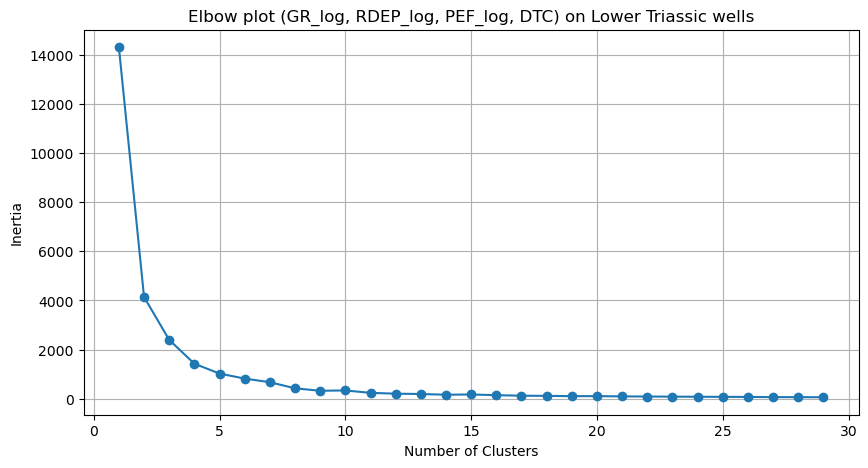 Elbow plot (GR_log, RDEP_log, PEF_log, DTC) on Lower Triassic wells
14000
12000
10000
8000
6000
4000
2000
0
Inertia
0 5 10 15 20 25 30
Number of Clusters